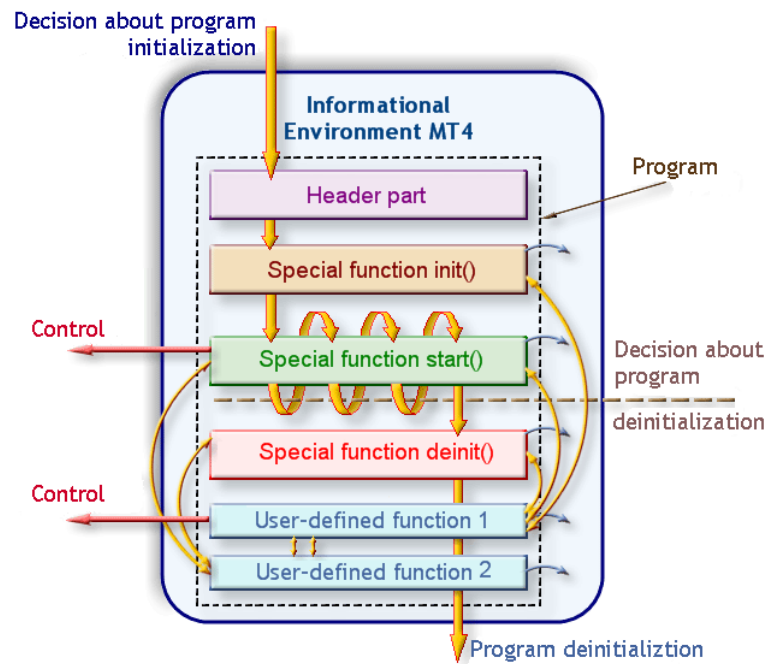 Decision about program
initialization
Informational
Environment MT4
Program
Header part
Special function init()
Control
Special function start()
Decision about
program
deinitialization
Special function deinit()
Control
User-defined function 1
User-defined function 2
Program deinitializtion